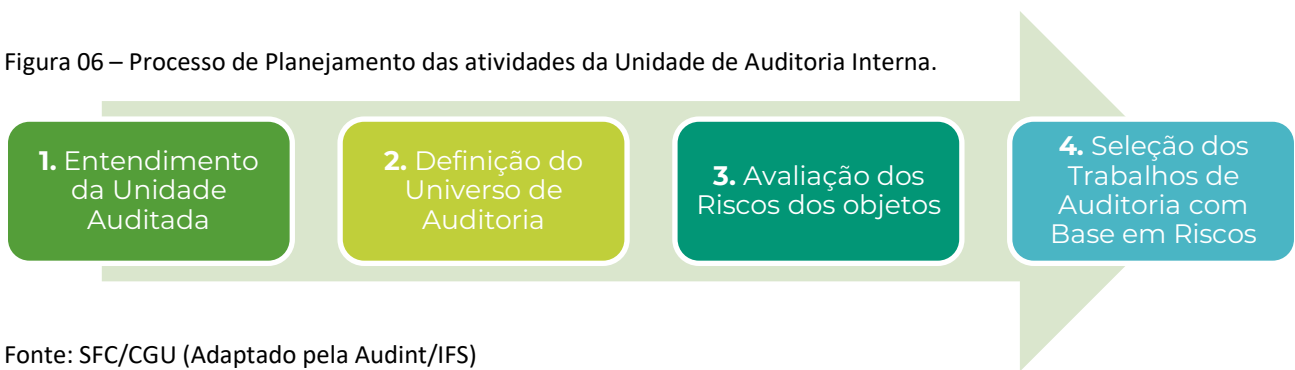 Figura 06 – Processo de Planejamento das atividades da Unidade de Auditoria Interna.
1. Entendimento
da Unidade
Auditada
2. Definição do
Universo de
Auditoria
3. Avaliação dos
Riscos dos objetos
4. Seleção dos
Trabalhos de
Auditoria com
Base em Riscos
Fonte: SFC/CGU (Adaptado pela Audint/IFS)